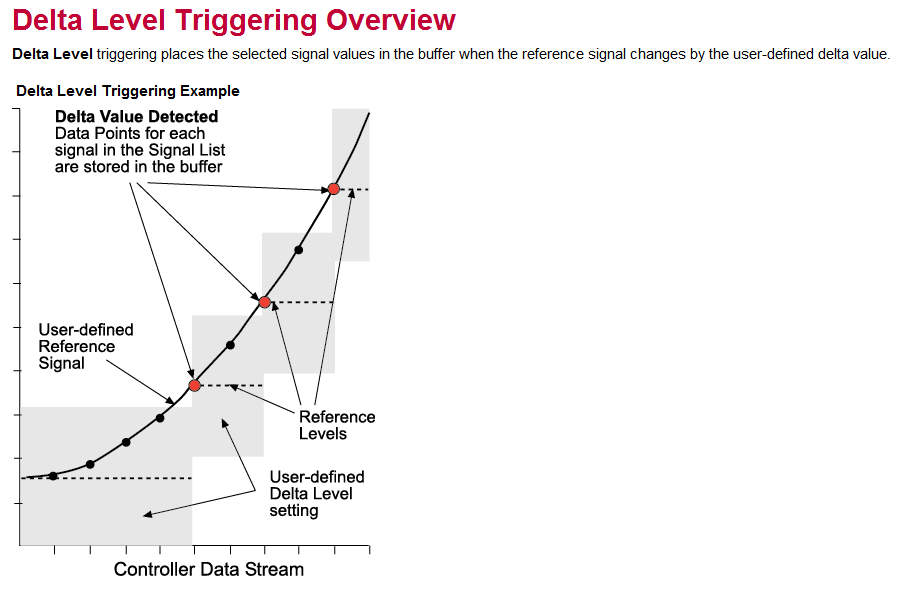 Delta Level Triggering Overview
Delta Level triggering places the selected signal values in the buffer when the reference signal changes by the user-defined delta value.
Delta Level Triggering Example
Delta Value Detected
Data Points for each
signal in the Signal List
are stored in the buffer
User-defined
Reference
Signal
Reference
Levels
User-defined
Delta Level
setting
Controller Data Stream